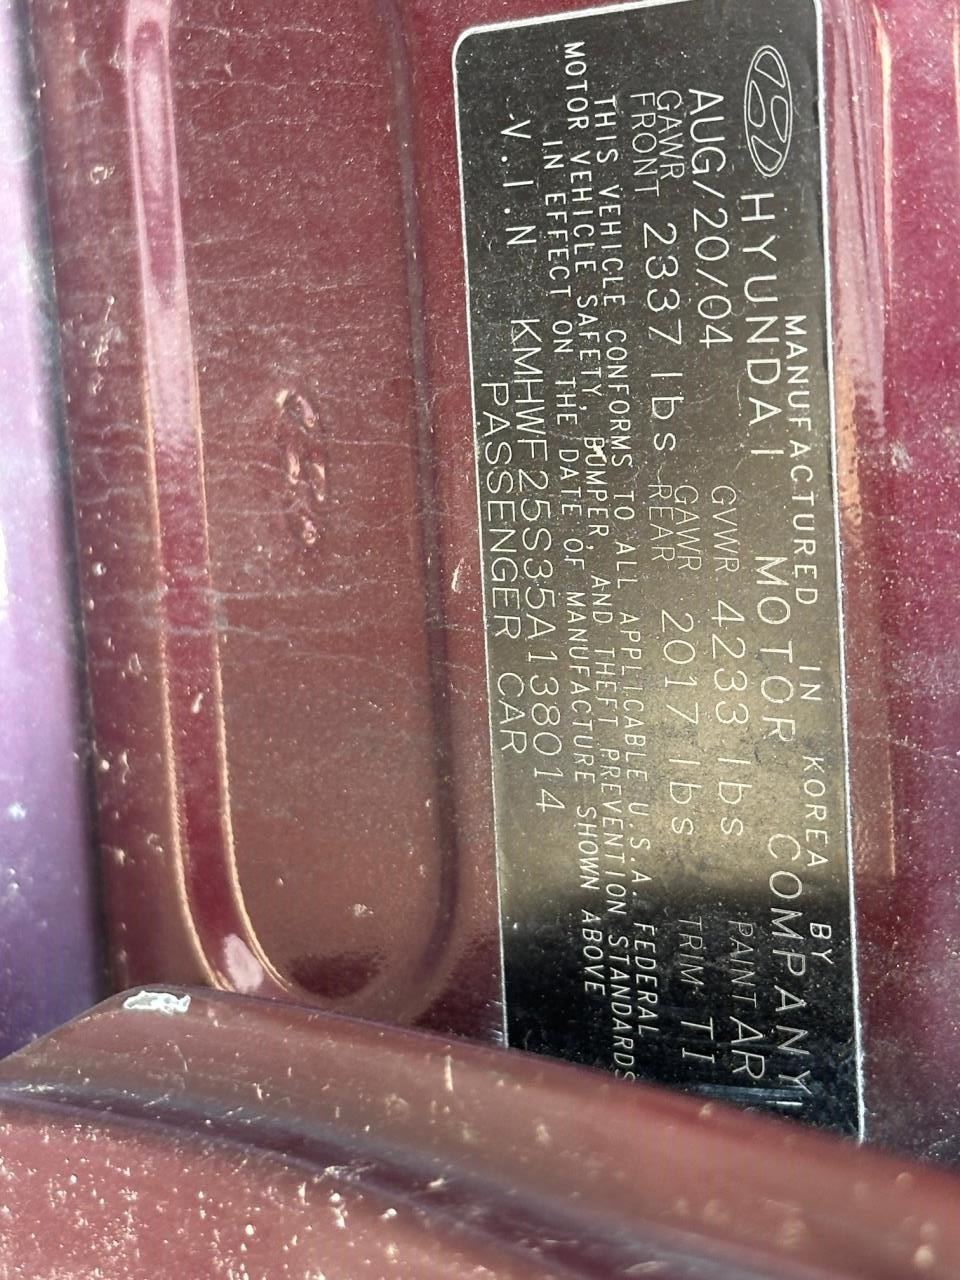 MANUFACTURED IN KOREA BY
HYUNDAI MOTOR COMPANY
AUG/20/04 GVWR 4233 lbs PAINT AR
GAWR FRONT 2337 lbs GAWR REAR 2017 lbs TRIM TI
THIS VEHICLE CONFORMS TO ALL APPLICABLE U.S.A. FEDERAL
MOTOR VEHICLE SAFETY, BUMPER, AND THEFT PREVENTION STANDARDS
IN EFFECT ON THE DATE OF MANUFACTURE SHOWN ABOVE
V.I.N KMHWF25S35A138014
PASSENGER CAR